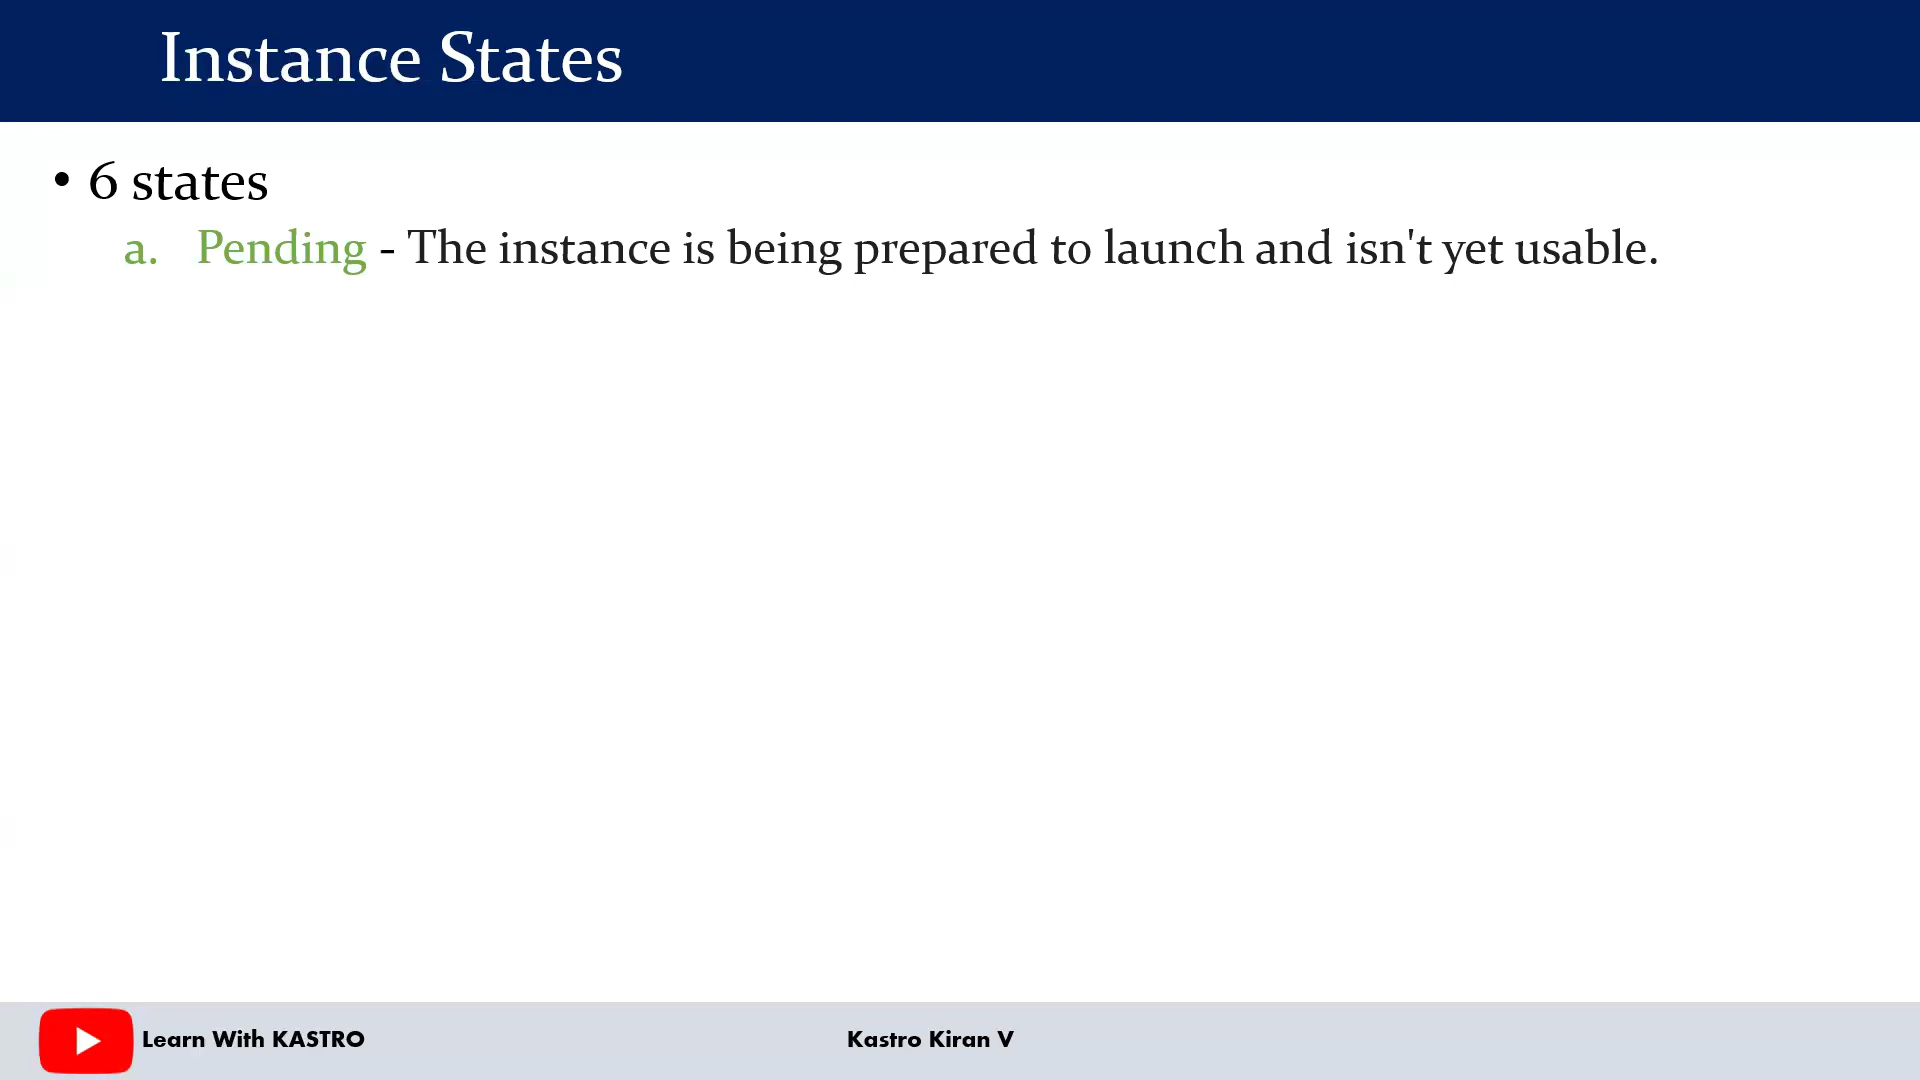 Instance States
• 6 states
a. Pending - The instance is being prepared to launch and isn't yet usable.
Learn With KASTRO
Kastro Kiran V